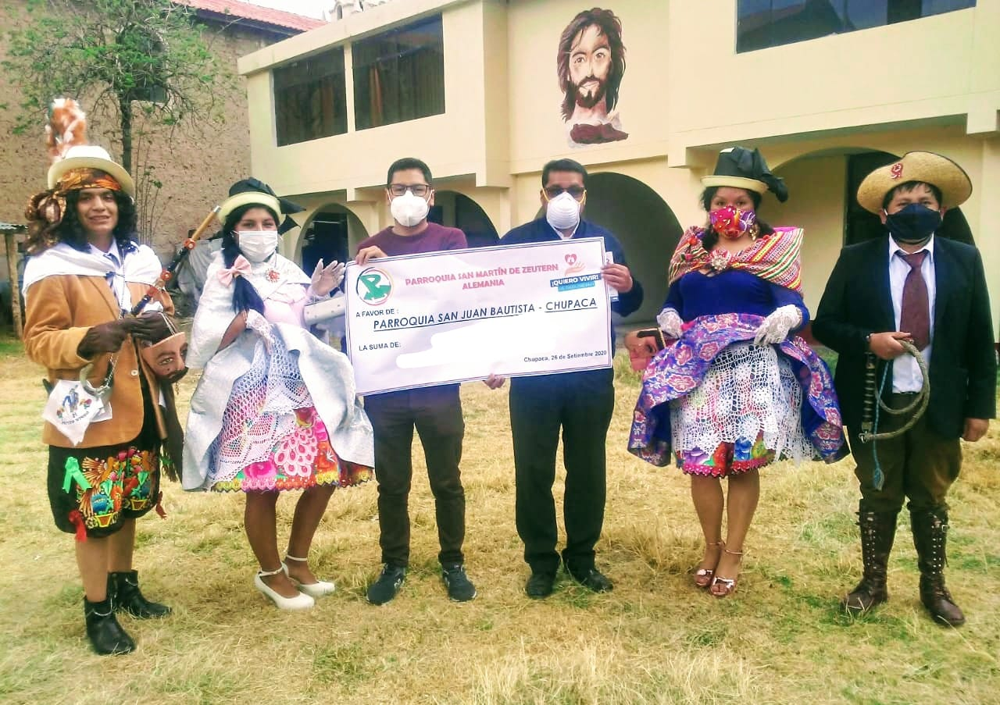 PARROQUIA SAN MARTÍN DE ZEUTERN
ALEMANIA
¡QUIERO VIVIR!
A FAVOR DE :
PARROQUIA SAN JUAN BAUTISTA - CHUPACA
LA SUMA DE:
Chupaca, 26 de Setiembre 2020